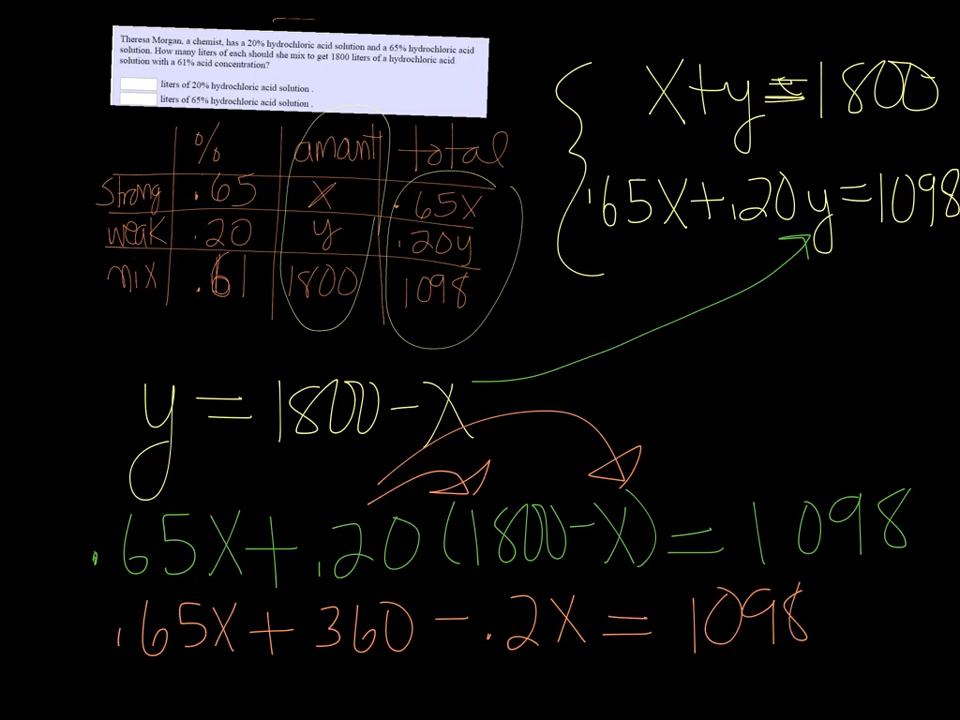 Theresa Morgan, a chemist, has a 20% hydrochloric acid solution and a 65% hydrochloric acid
solution. How many liters of each should she mix to get 1800 liters of a hydrochloric acid
solution with a 61% acid concentration?
liters of 20% hydrochloric acid solution .
liters of 65% hydrochloric acid solution .
% amant total
strong .65 x .65x
weak .20 y .20y
mix .61 1800 1098
x+y=1800
.65x+.20y=1098
y=1800-x
.65x+.20(1800-x)=1098
.65x+360-.2x=1098